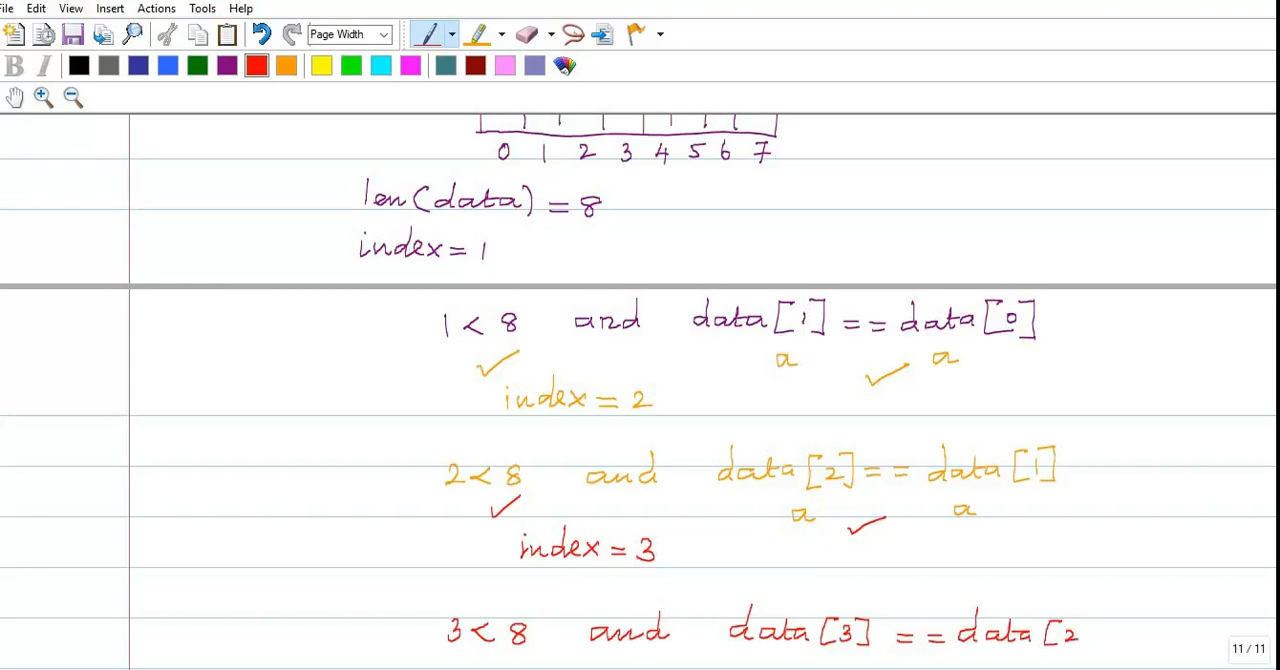 File Edit View Insert Actions Tools Help
Page Width
B I
0 1 2 3 4 5 6 7
len(data) = 8
index = 1
1 < 8 and data[1] == data[0]
a a
index = 2
2 < 8 and data[2] == data[1]
a a
index = 3
3 < 8 and data[3] == data[2
11 / 11